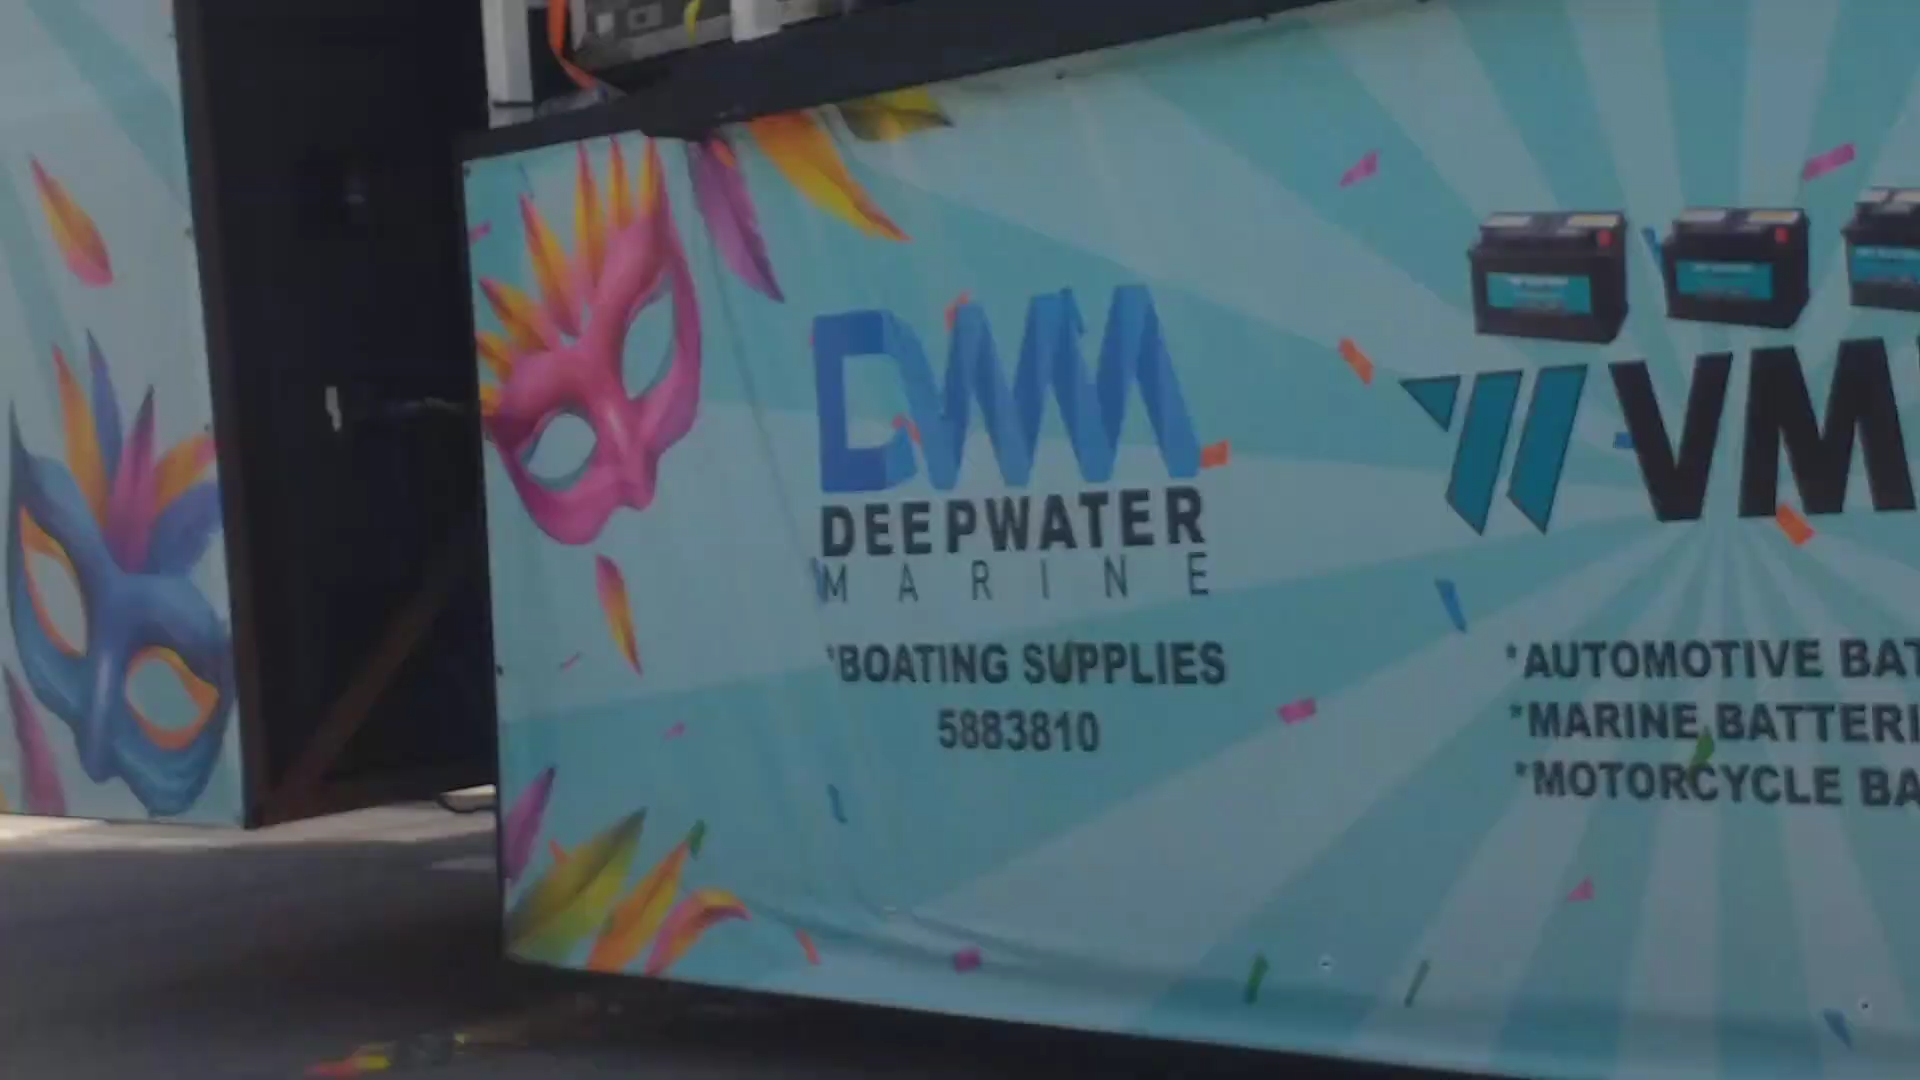 DWM
DEEPWATER
MARINE
*BOATING SUPPLIES
5883810
VM
*AUTOMOTIVE BAT
*MARINE BATTERI
*MOTORCYCLE BA